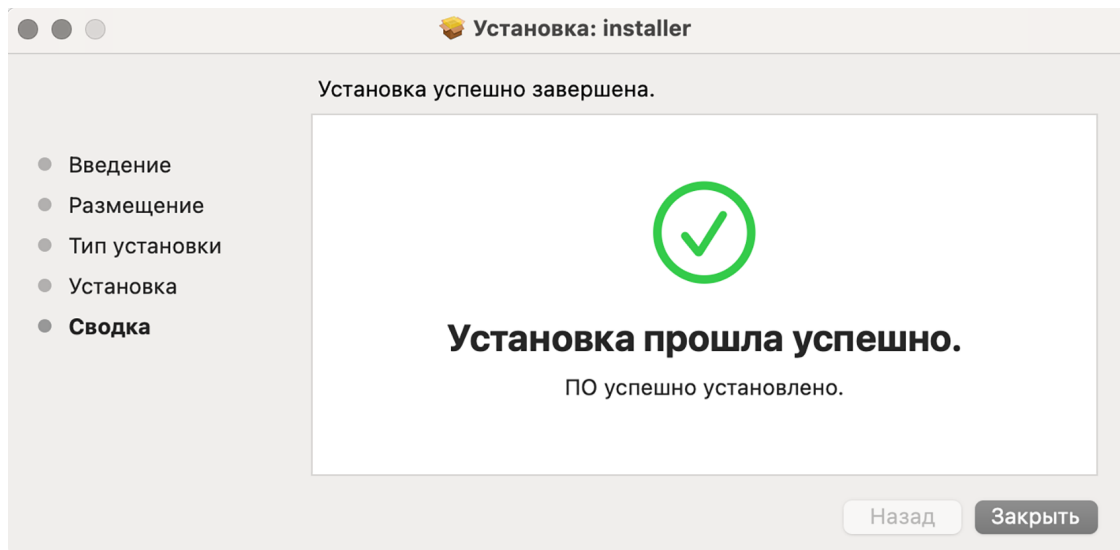 Установка: installer
Установка успешно завершена.
Введение
Размещение
Тип установки
Установка
Сводка
Установка прошла успешно.
ПО успешно установлено.
Назад
Закрыть